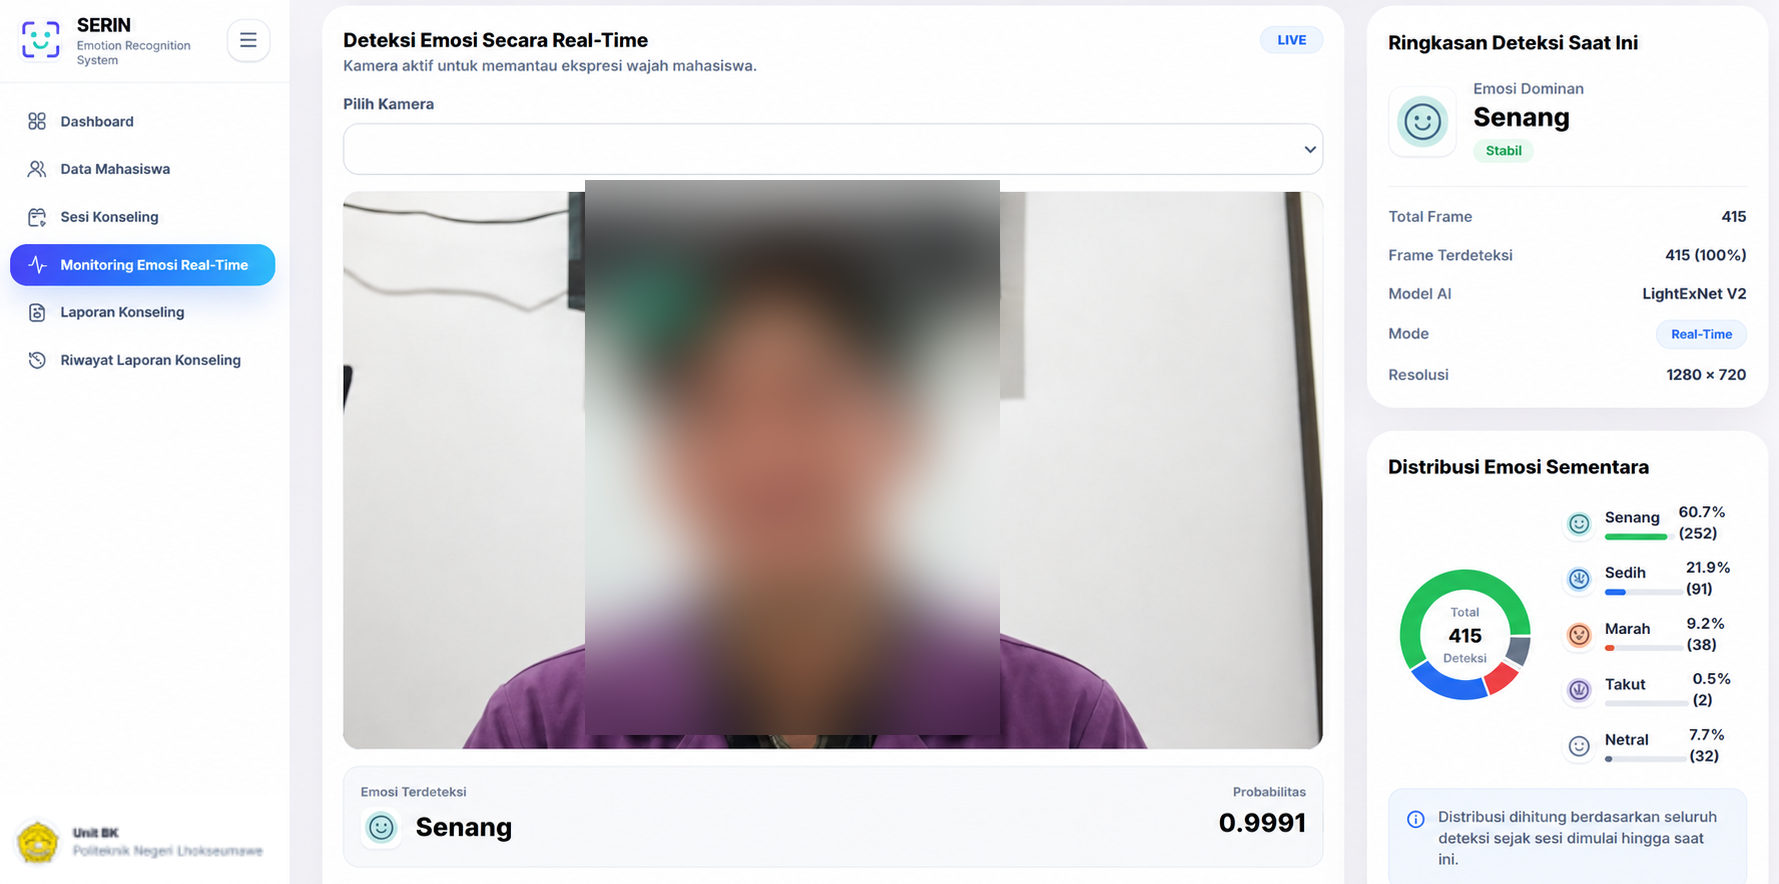 SERIN
Emotion Recognition
System
Dashboard
Data Mahasiswa
Sesi Konseling
Monitoring Emosi Real-Time
Laporan Konseling
Riwayat Laporan Konseling
Unit BK
Politeknik Negeri Lhokseumawe
Deteksi Emosi Secara Real-Time
LIVE
Kamera aktif untuk memantau ekspresi wajah mahasiswa.
Pilih Kamera
Emosi Terdeteksi
Senang
Probabilitas
0.9991
Ringkasan Deteksi Saat Ini
Emosi Dominan
Senang
Stabil
Total Frame 415
Frame Terdeteksi 415 (100%)
Model AI LightExNet V2
Mode Real-Time
Resolusi 1280 × 720
Distribusi Emosi Sementara
Total
415
Deteksi
Senang 60.7%
(252)
Sedih 21.9%
(91)
Marah 9.2%
(38)
Takut 0.5%
(2)
Netral 7.7%
(32)
Distribusi dihitung berdasarkan seluruh
deteksi sejak sesi dimulai hingga saat
ini.